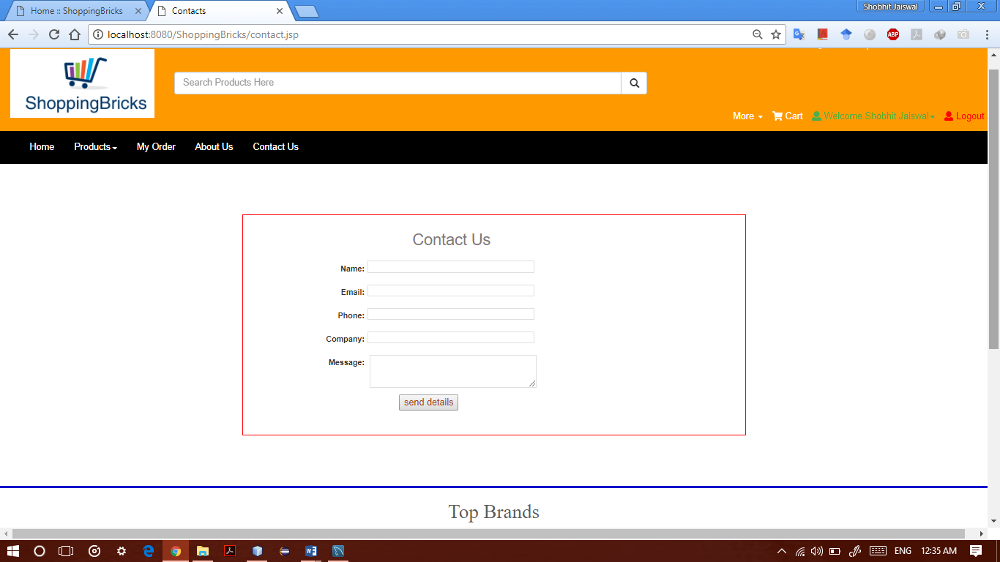 Home :: ShoppingBricks
Contacts
Shobhit Jaiswal
localhost:8080/ShoppingBricks/contact.jsp
ABP
ShoppingBricks
Search Products Here
More Cart Welcome Shobhit Jaiswal Logout
Home Products My Order About Us Contact Us
Contact Us
Name:
Email:
Phone:
Company:
Message:
send details
Top Brands
ENG 12:35 AM